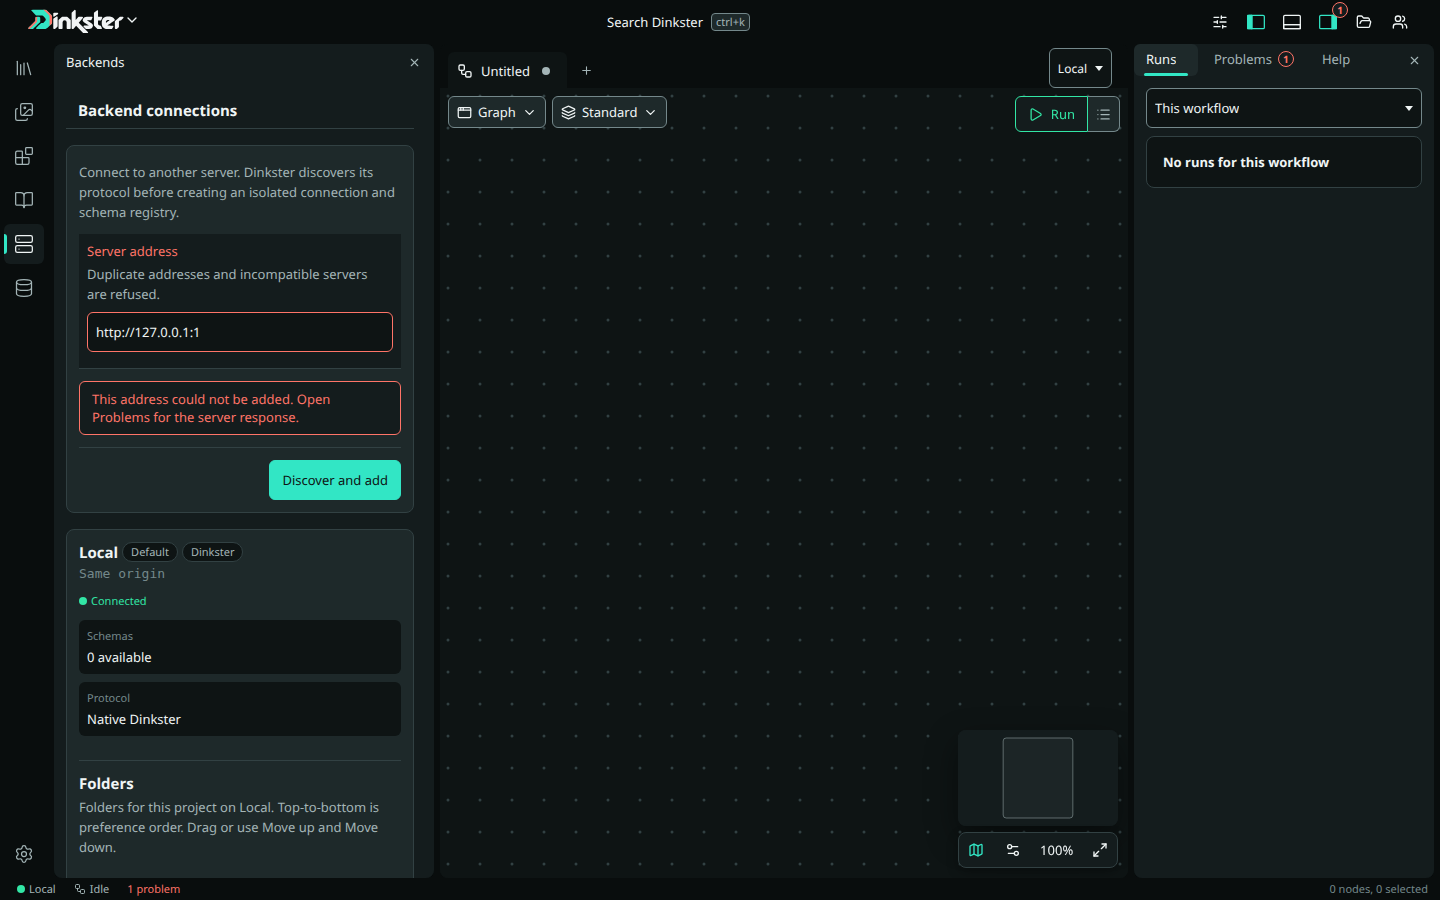 Dinkster
Search Dinkster ctrl+k
1
Backends
Untitled
Local
Runs
Problems 1
Help
Backend connections
Graph
Standard
Run
This workflow
No runs for this workflow
Connect to another server. Dinkster discovers its
protocol before creating an isolated connection and
schema registry.
Server address
Duplicate addresses and incompatible servers
are refused.
http://127.0.0.1:1
This address could not be added. Open
Problems for the server response.
Discover and add
Local Default Dinkster
Same origin
Connected
Schemas
0 available
Protocol
Native Dinkster
Folders
Folders for this project on Local. Top-to-bottom is
preference order. Drag or use Move up and Move
down.
100%
Local
Idle
1 problem
0 nodes, 0 selected